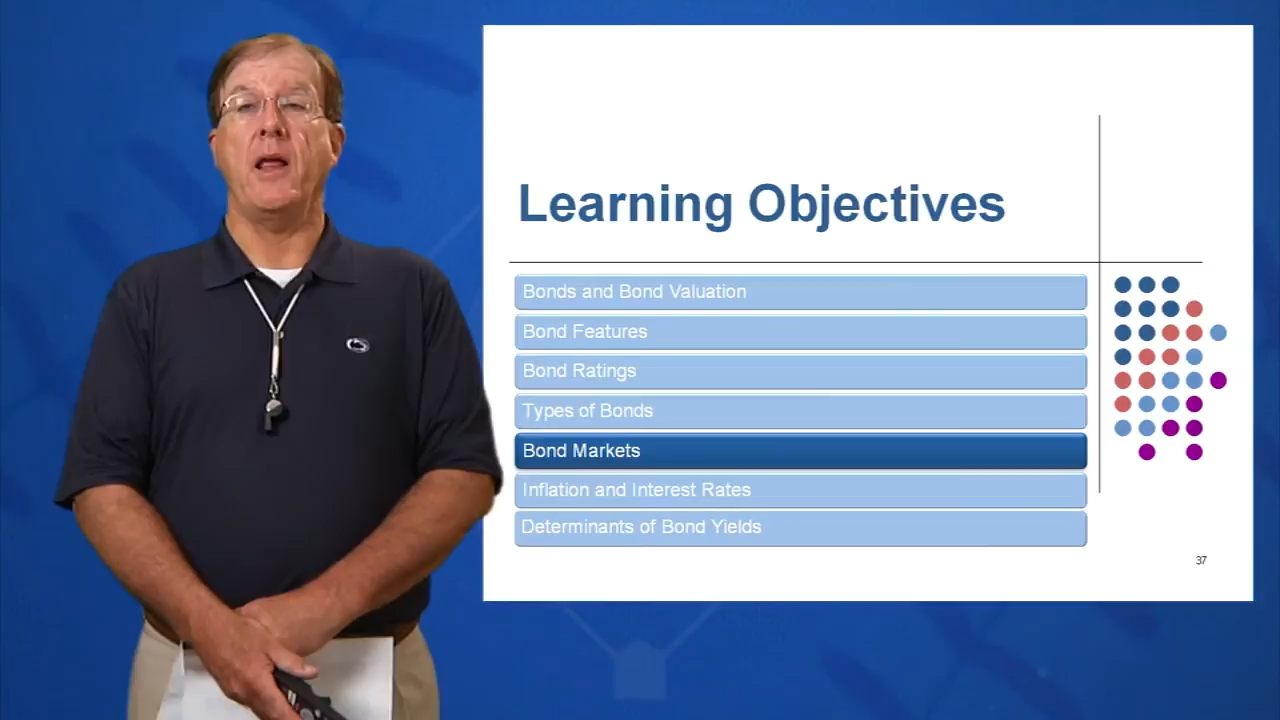 Learning Objectives
Bonds and Bond Valuation
Bond Features
Bond Ratings
Types of Bonds
Bond Markets
Inflation and Interest Rates
Determinants of Bond Yields
37